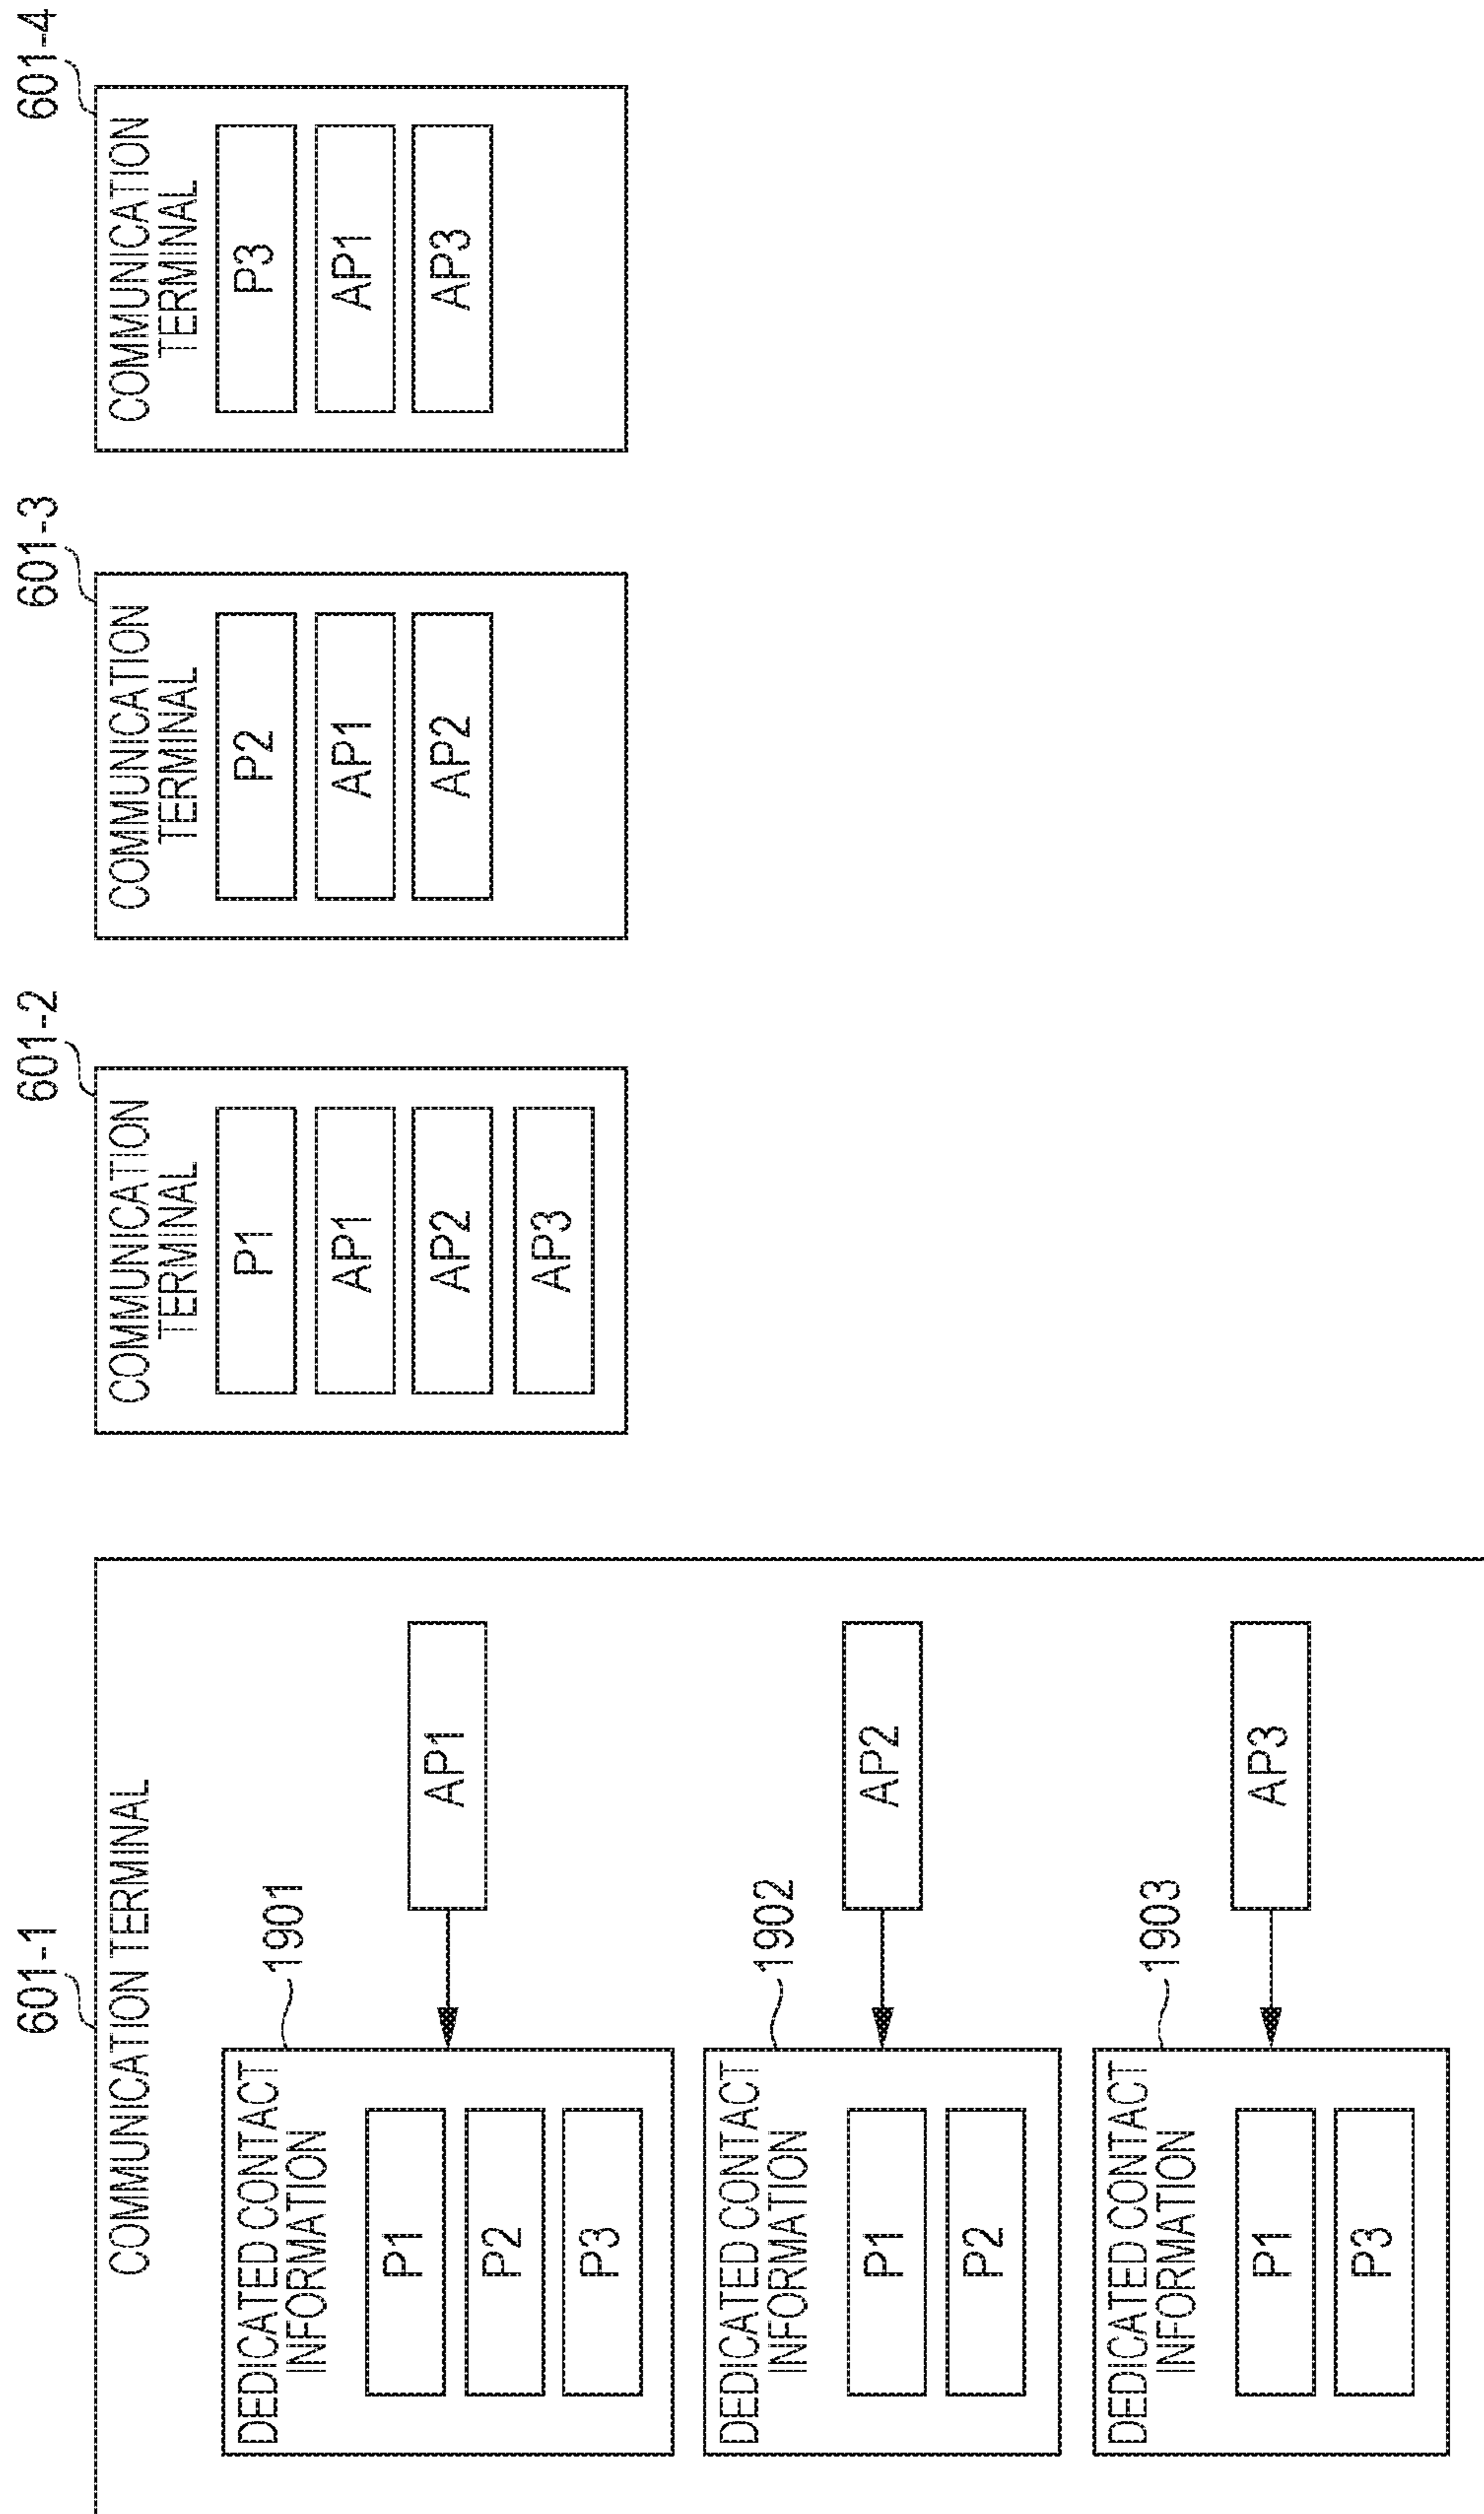 601-1
COMMUNICATION TERMINAL
DEDICATED CONTACT
INFORMATION
1901
P1
P2
P3
AP1
DEDICATED CONTACT
INFORMATION
1902
P1
P2
AP2
DEDICATED CONTACT
INFORMATION
1903
P1
P3
AP3
601-2
COMMUNICATION
TERMINAL
P1
AP1
AP2
AP3
601-3
COMMUNICATION
TERMINAL
P2
AP1
AP2
601-4
COMMUNICATION
TERMINAL
P3
AP1
AP3